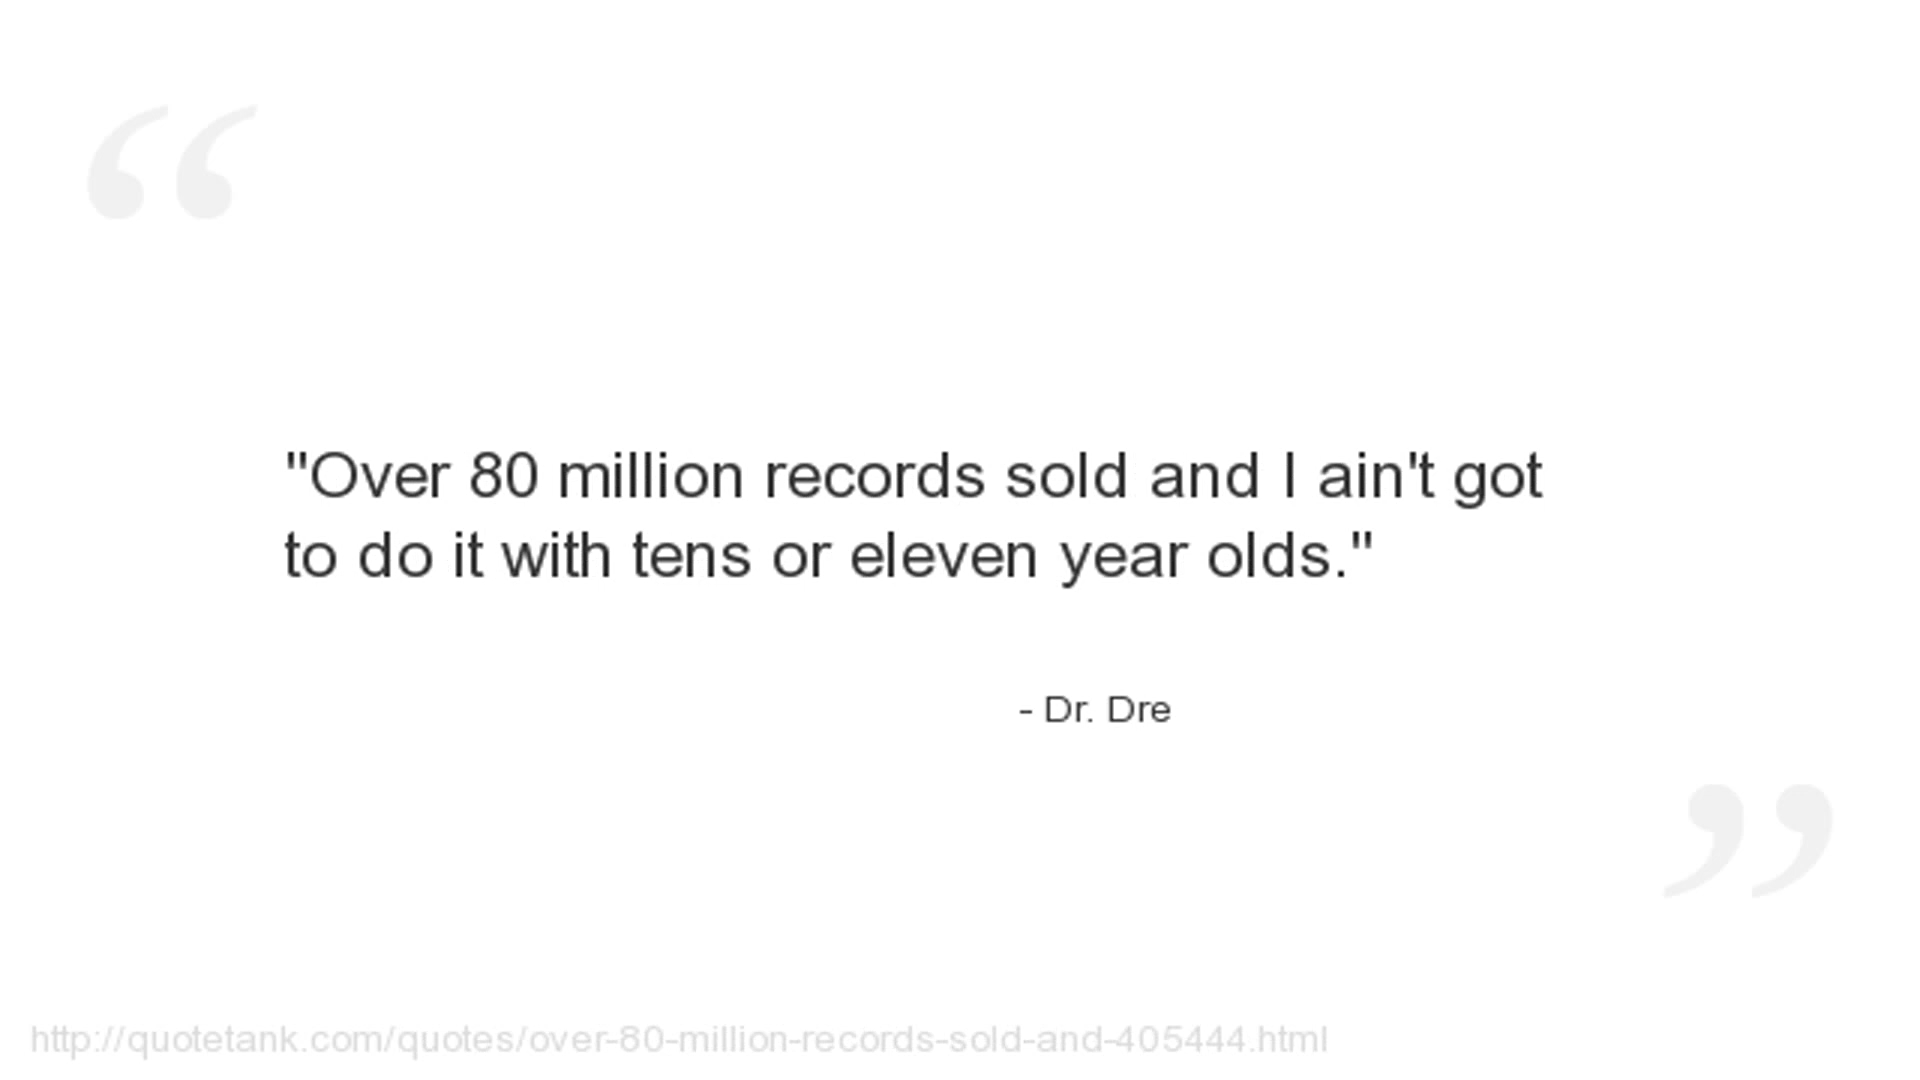 "Over 80 million records sold and I ain't got
to do it with tens or eleven year olds."
- Dr. Dre
http://quotetank.com/quotes/over-80-million-records-sold-and-405444.html